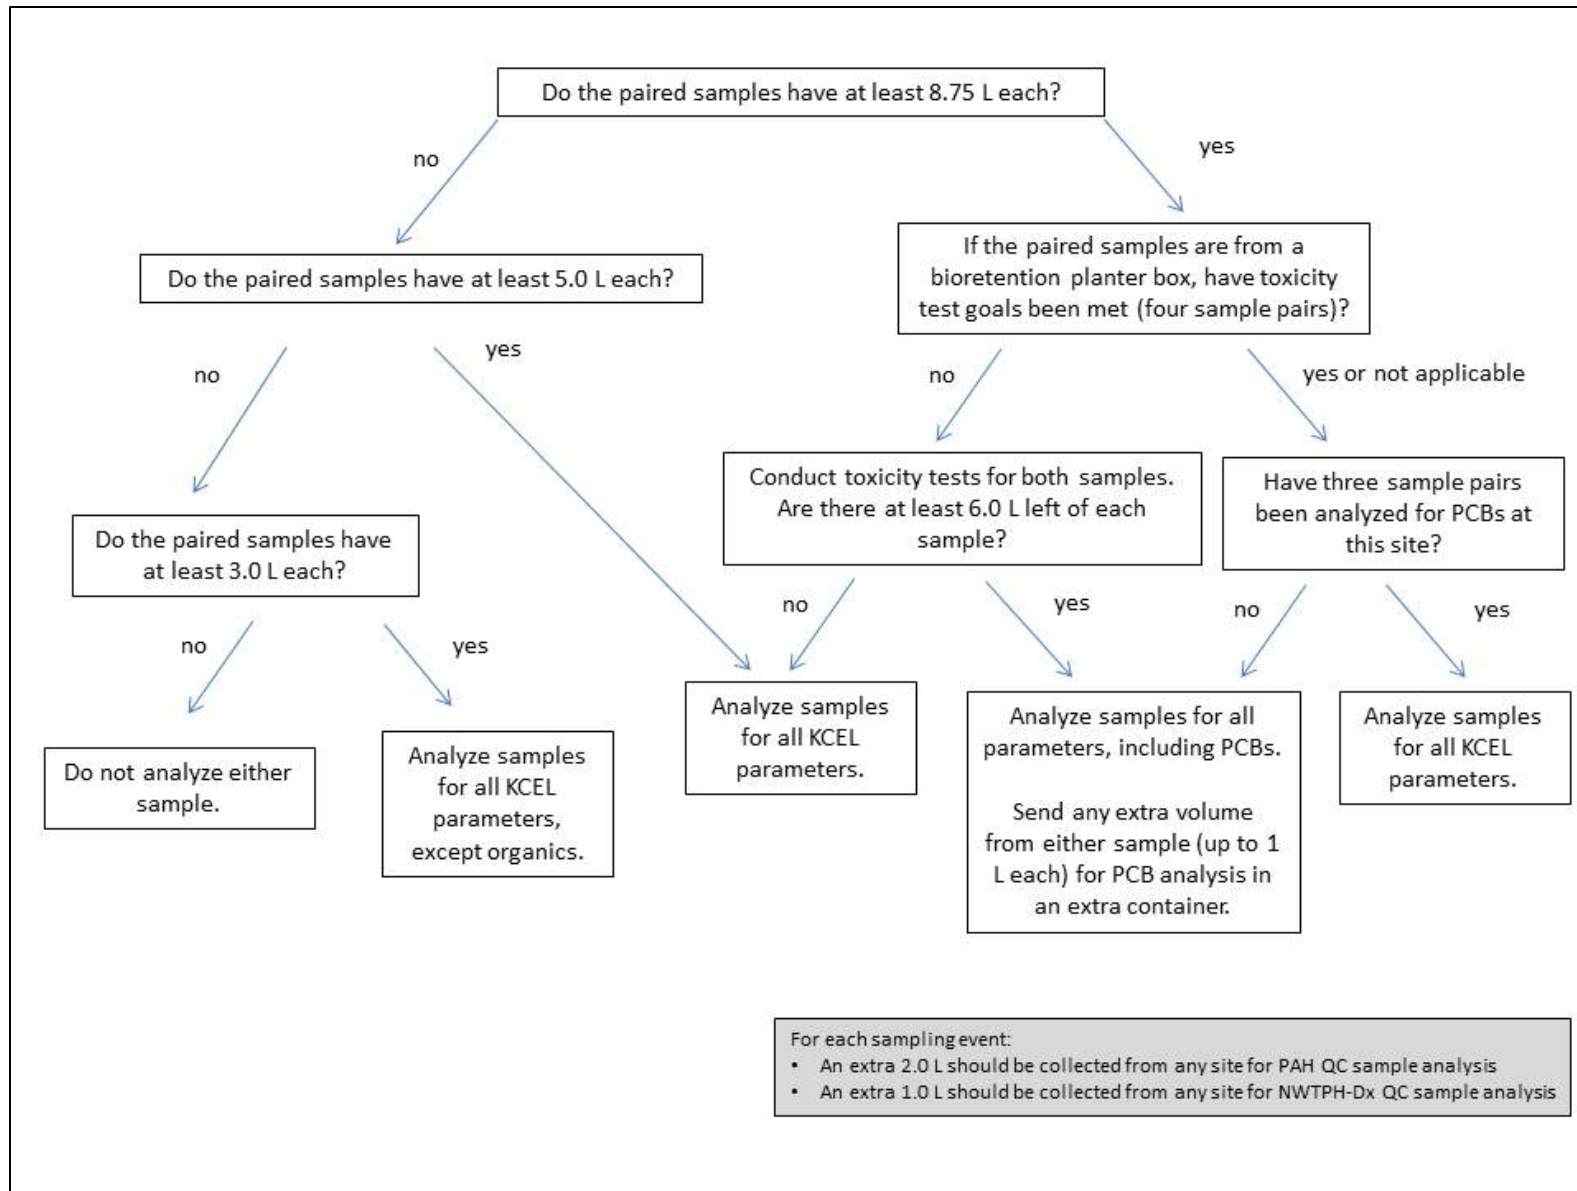 Do the paired samples have at least 8.75 L each?
no
yes
If the paired samples are from a
bioretention planter box, have toxicity
test goals been met (four sample pairs)?
Do the paired samples have at least 5.0 L each?
no
yes
no
yes or not applicable
Conduct toxicity tests for both samples.
Are there at least 6.0 L left of each
sample?
Have three sample pairs
been analyzed for PCBs at
this site?
Do the paired samples have
at least 3.0 L each?
no
yes
no
yes
no
yes
Do not analyze either
sample.
Analyze samples
for all KCEL
parameters,
except organics.
Analyze samples
for all KCEL
parameters.
Analyze samples for all
parameters, including PCBs.
Send any extra volume
from either sample (up to 1
L each) for PCB analysis in
an extra container.
Analyze samples
for all KCEL
parameters.
For each sampling event:
• An extra 2.0 L should be collected from any site for PAH QC sample analysis
• An extra 1.0 L should be collected from any site for NWTPH-Dx QC sample analysis